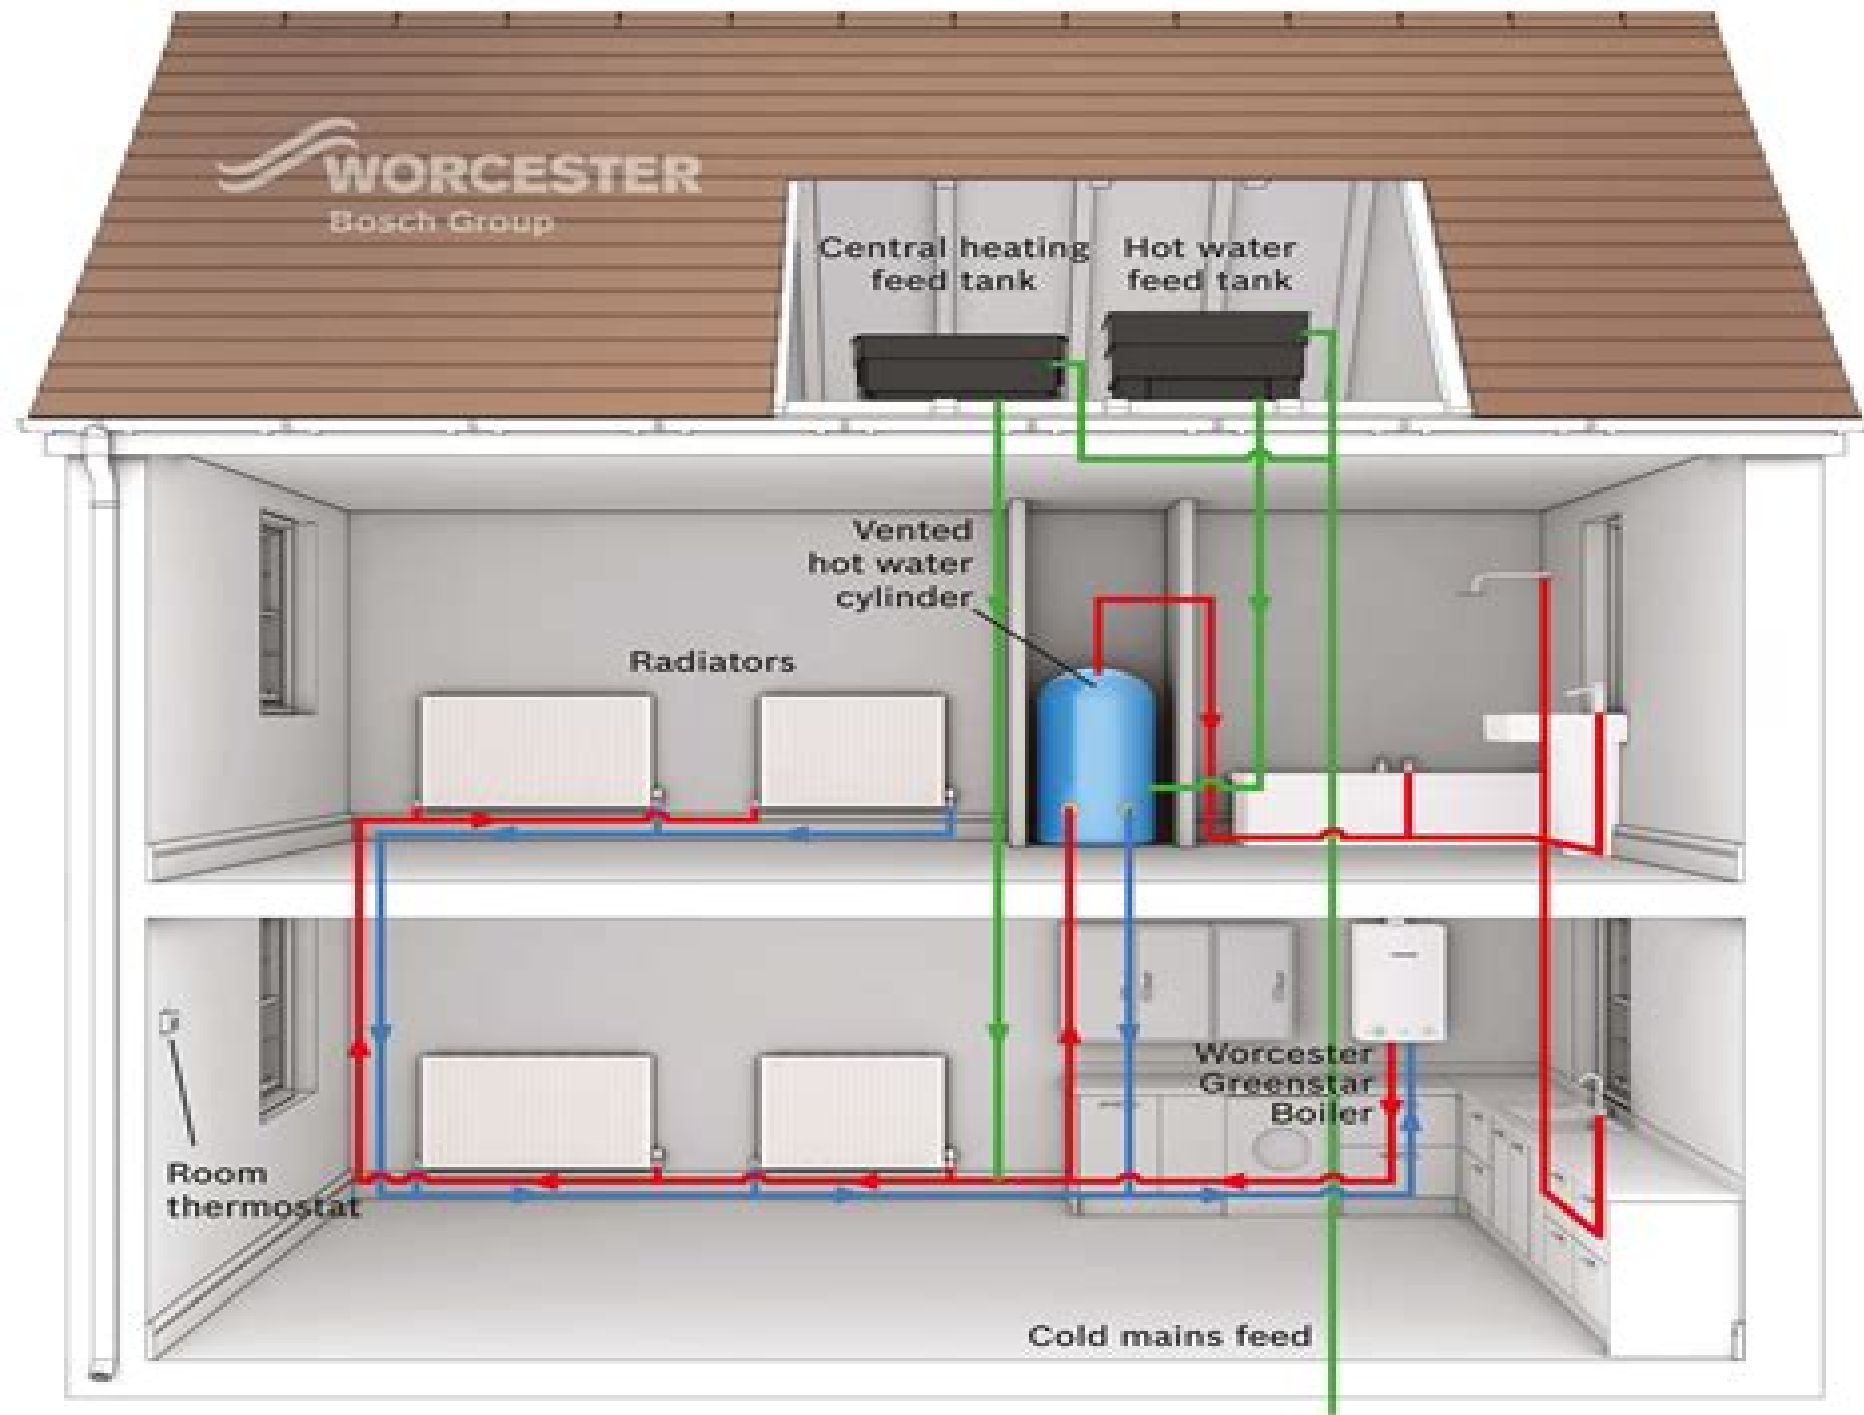 WORCESTER
Bosch Group
Central heating
feed tank
Hot water
feed tank
Vented
hot water
cylinder
Radiators
Worcester
Greenstar
Boiler
Room
thermostat
Cold mains feed